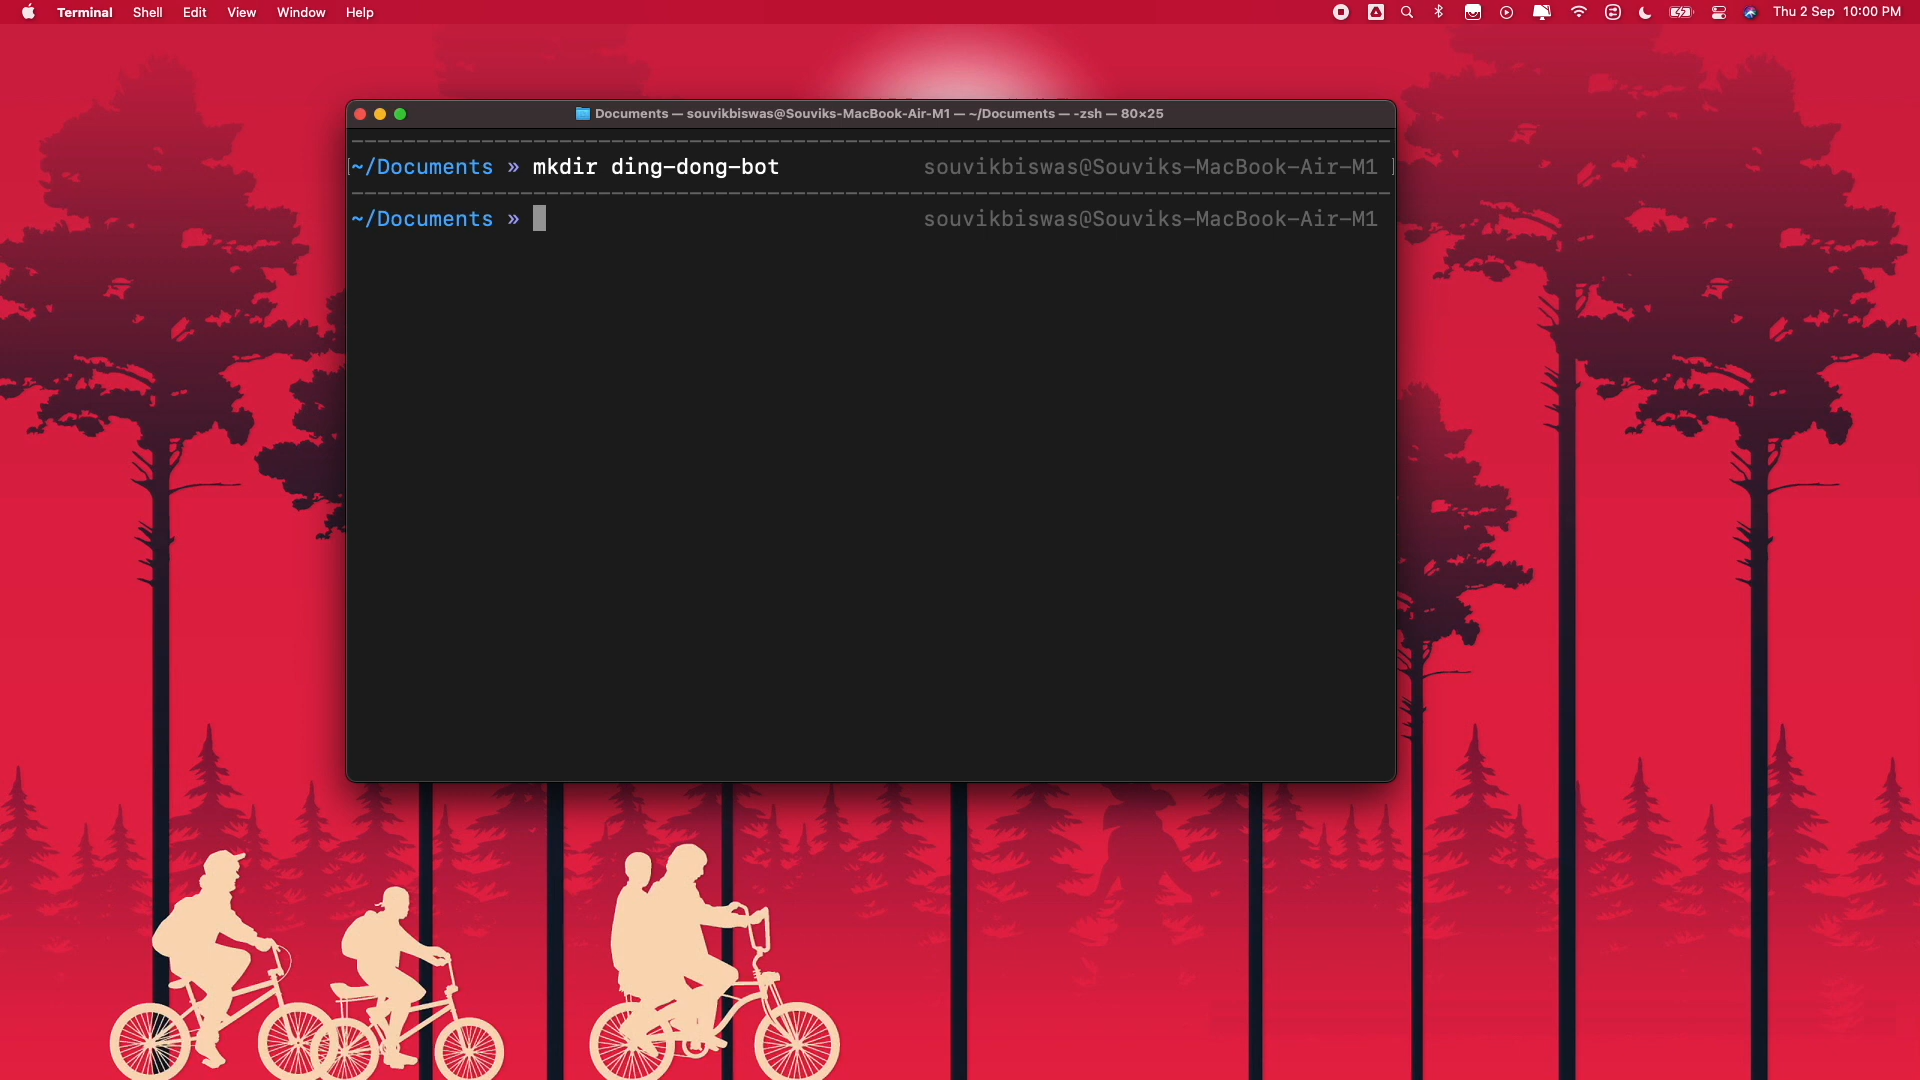 Terminal Shell Edit View Window Help Thu 2 Sep 10:00 PM
Documents — souvikbiswas@Souviks-MacBook-Air-M1 — ~/Documents — -zsh — 80×25
~/Documents » mkdir ding-dong-bot souvikbiswas@Souviks-MacBook-Air-M1
~/Documents » souvikbiswas@Souviks-MacBook-Air-M1